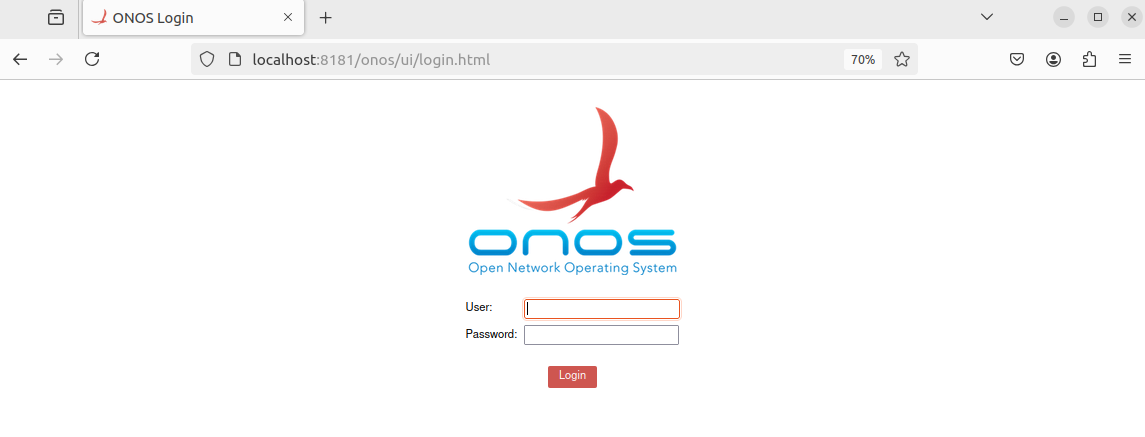 ONOS Login
localhost:8181/onos/ui/login.html
70%
onos
Open Network Operating System
User:
Password:
Login